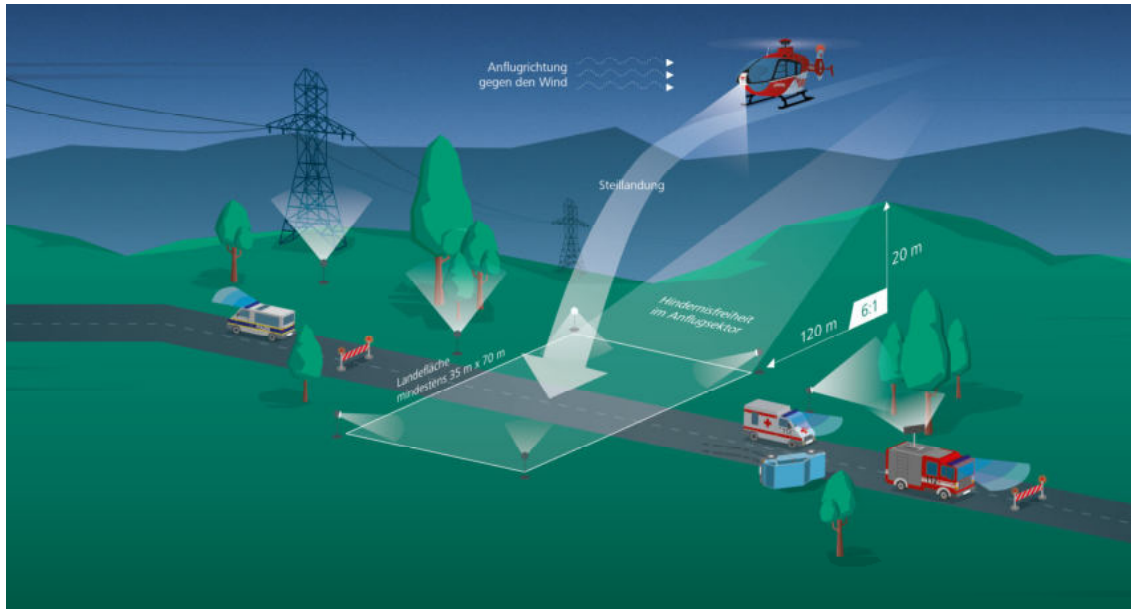 Anflugrichtung
gegen den Wind
Steillandung
20 m
Hindernisfreiheit
im Anflugsektor
6:1
120 m
Landefläche
mindestens 35 m x 70 m